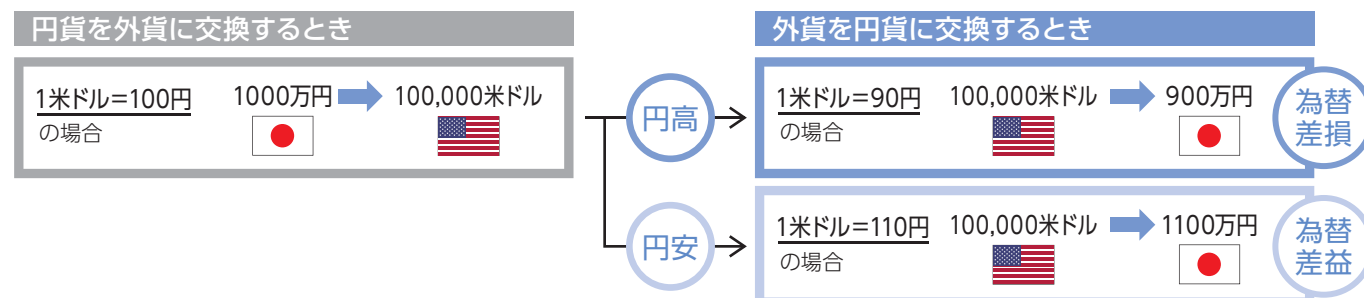 円貨を外貨に交換するとき
1米ドル=100円
の場合
1000万円
100,000米ドル
円高
円安
外貨を円貨に交換するとき
1米ドル=90円
の場合
100,000米ドル
900万円
為替
差損
1米ドル=110円
の場合
100,000米ドル
1100万円
為替
差益